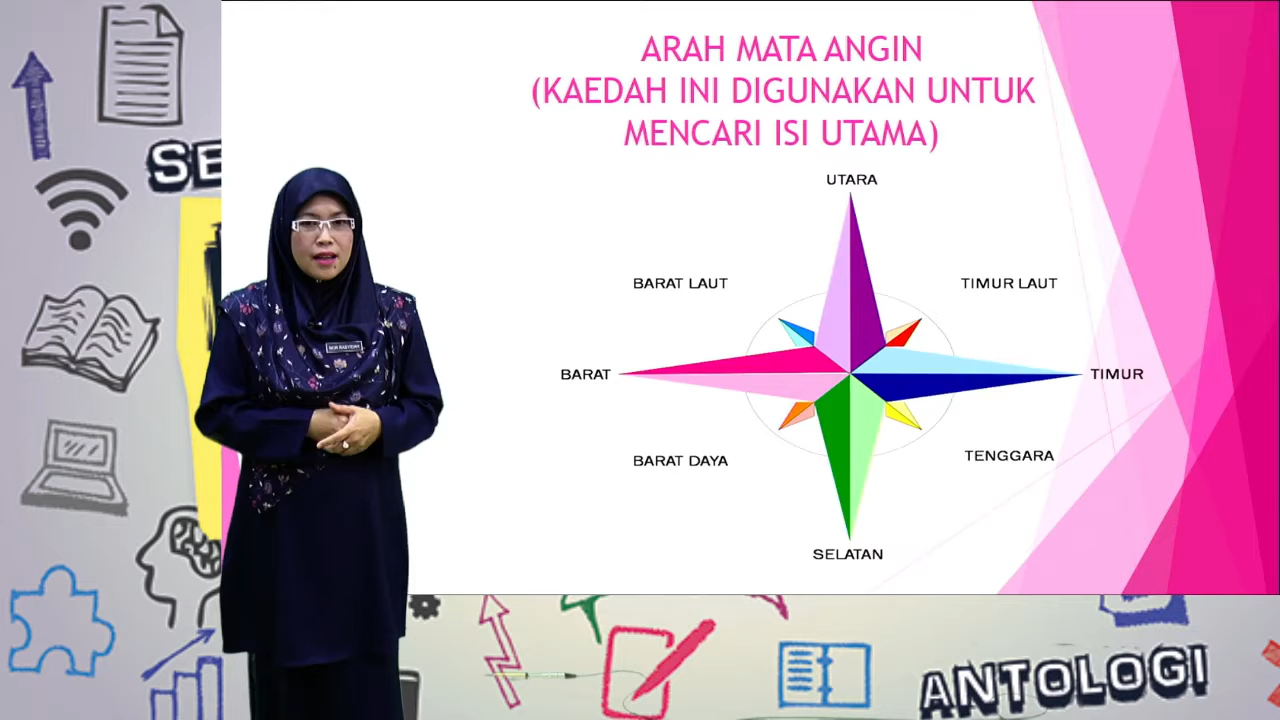 ARAH MATA ANGIN
(KAEDAH INI DIGUNAKAN UNTUK
MENCARI ISI UTAMA)
UTARA
BARAT LAUT
TIMUR LAUT
BARAT
TIMUR
BARAT DAYA
TENGGARA
SELATAN
SE
ANTOLOGI